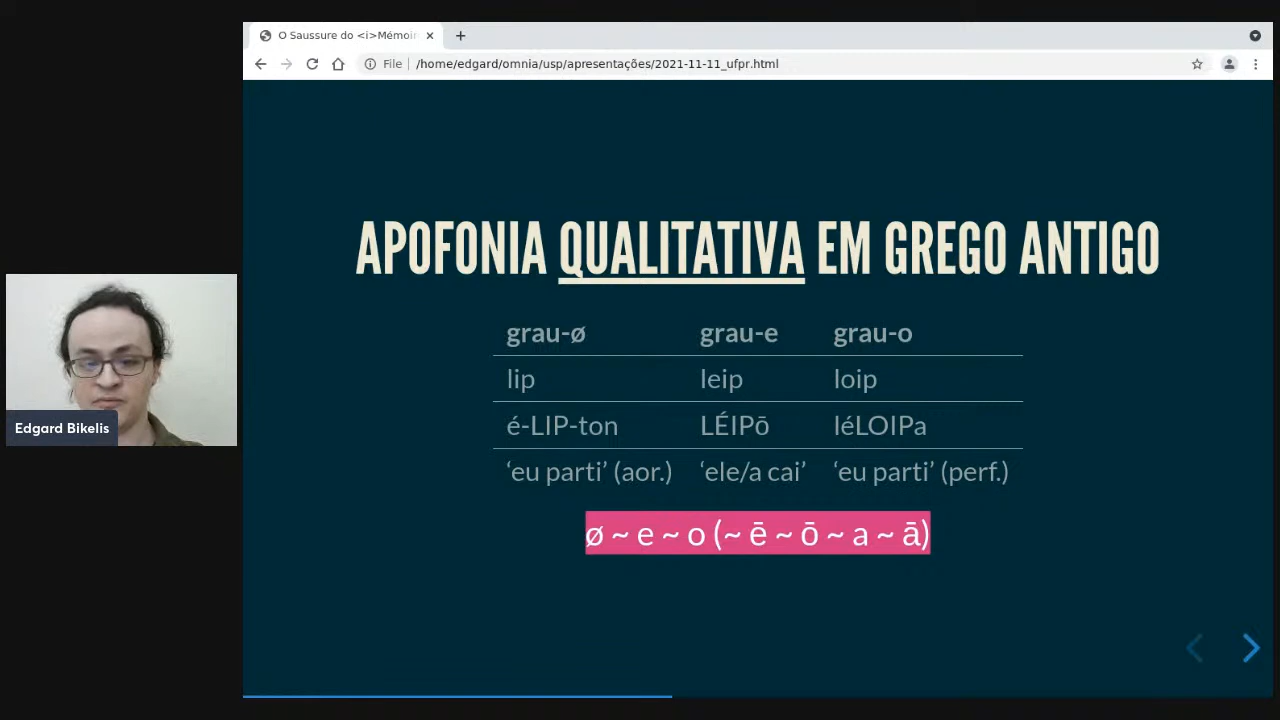 O Saussure do <i>Mémoir
File
/home/edgard/omnia/usp/apresentações/2021-11-11_ufpr.html
APOFONIA QUALITATIVA EM GREGO ANTIGO
grau-ø grau-e grau-o
lip leip loip
é-LIP-ton LÉIPō léLOIPa
‘eu parti’ (aor.) ‘ele/a cai’ ‘eu parti’ (perf.)
ø ~ e ~ o (~ ē ~ ō ~ a ~ ā)
Edgard Bikelis